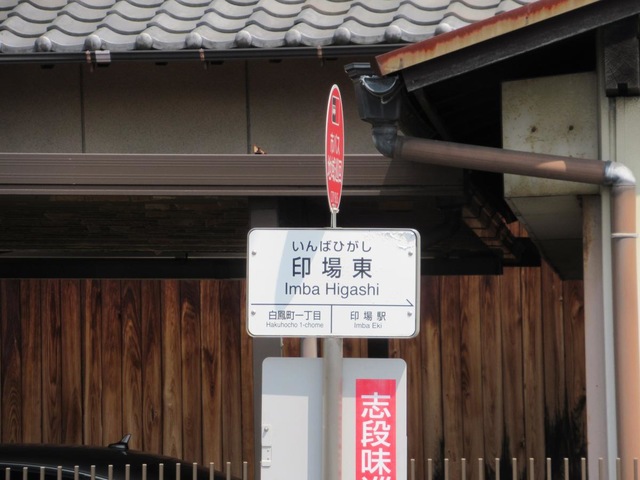 いんばひがし
印場東
Imba Higashi
白鳳町一丁目
Hakuhocho 1-chome
印場駅
Imba Eki
志段味巡